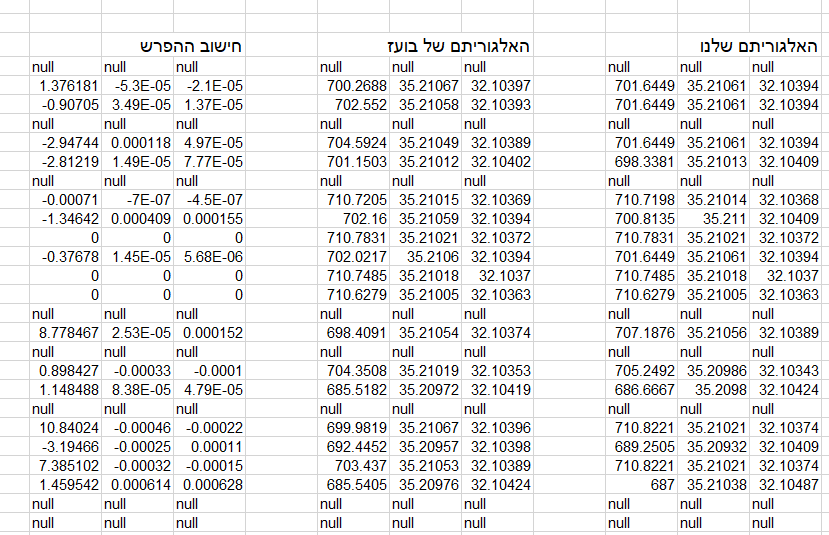 האלגוריתם שלנו האלגוריתם של בועז חישוב ההפרש
null null null null null null null null null
32.10394 35.21061 701.6449 32.10397 35.21067 700.2688 -2.1E-05 -5.3E-05 1.376181
32.10394 35.21061 701.6449 32.10393 35.21058 702.552 1.37E-05 3.49E-05 -0.90705
null null null null null null null null null
32.10394 35.21061 701.6449 32.10389 35.21049 704.5924 4.97E-05 0.000118 -2.94744
32.10409 35.21013 698.3381 32.10402 35.21012 701.1503 7.77E-05 1.49E-05 -2.81219
null null null null null null null null null
32.10368 35.21014 710.7198 32.10369 35.21015 710.7205 -4.5E-07 -7E-07 -0.00071
32.10409 35.211 700.8135 32.10394 35.21059 702.16 0.000155 0.000409 -1.34642
32.10372 35.21021 710.7831 32.10372 35.21021 710.7831 0 0 0
32.10394 35.21061 701.6449 32.10394 35.2106 702.0217 5.68E-06 1.45E-05 -0.37678
32.1037 35.21018 710.7485 32.1037 35.21018 710.7485 0 0 0
32.10363 35.21005 710.6279 32.10363 35.21005 710.6279 0 0 0
null null null null null null null null null
32.10389 35.21056 707.1876 32.10374 35.21054 698.4091 0.000152 2.53E-05 8.778467
null null null null null null null null null
32.10343 35.20986 705.2492 32.10353 35.21019 704.3508 -0.0001 -0.00033 0.898427
32.10424 35.2098 686.6667 32.10419 35.20972 685.5182 4.79E-05 8.38E-05 1.148488
null null null null null null null null null
32.10374 35.21021 710.8221 32.10396 35.21067 699.9819 -0.00022 -0.00046 10.84024
32.10409 35.20932 689.2505 32.10398 35.20957 692.4452 0.00011 -0.00025 -3.19466
32.10374 35.21021 710.8221 32.10389 35.21053 703.437 -0.00015 -0.00032 7.385102
32.10487 35.21038 687 32.10424 35.20976 685.5405 0.000628 0.000614 1.459542
null null null null null null null null null
null null null null null null null null null